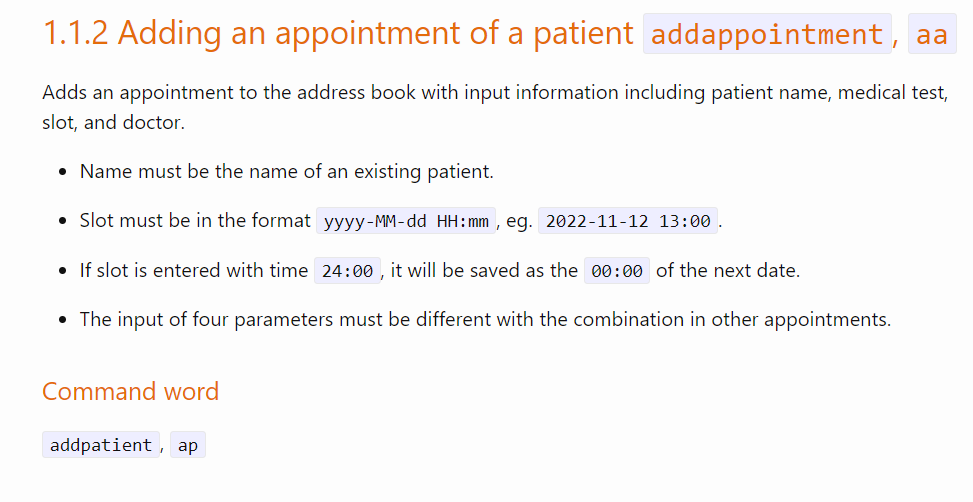 1.1.2 Adding an appointment of a patient addappointment, aa
Adds an appointment to the address book with input information including patient name, medical test,
slot, and doctor.
• Name must be the name of an existing patient.
• Slot must be in the format yyyy-MM-dd HH:mm, eg. 2022-11-12 13:00.
• If slot is entered with time 24:00, it will be saved as the 00:00 of the next date.
• The input of four parameters must be different with the combination in other appointments.
Command word
addpatient, ap